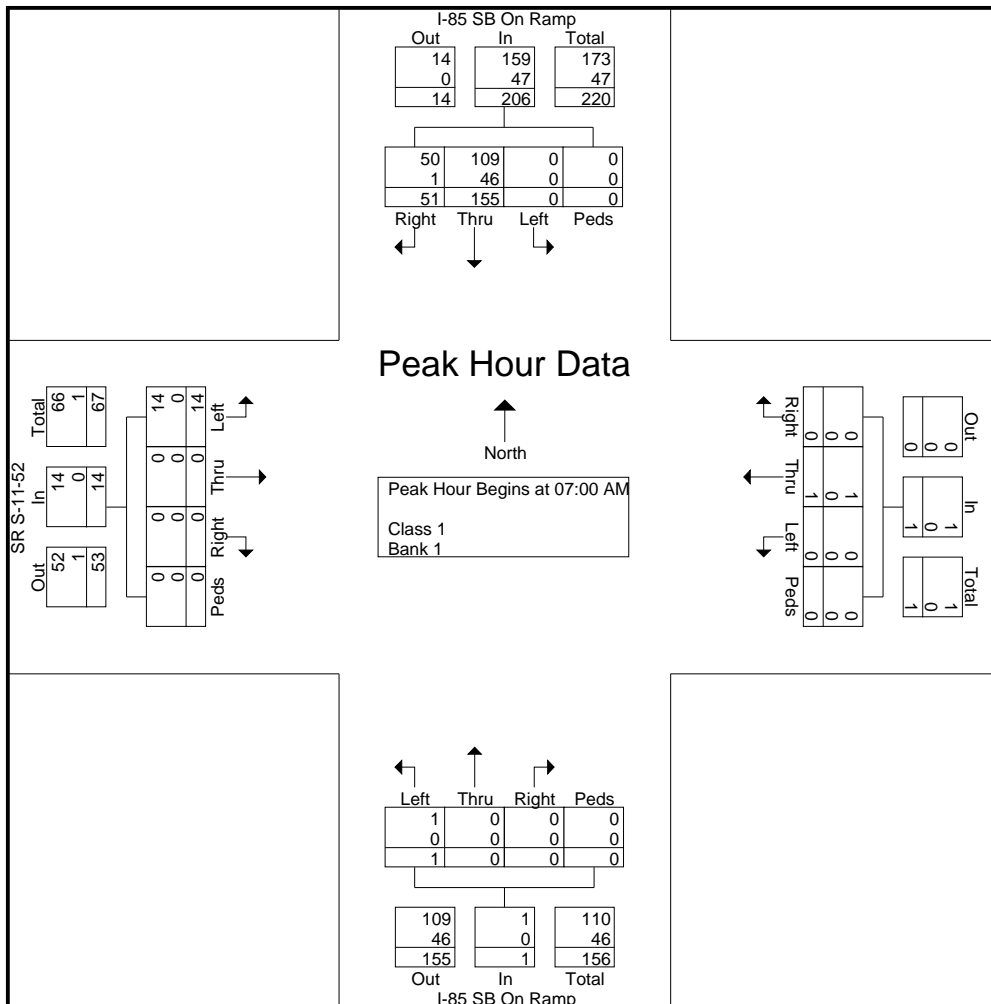 I-85 SB On Ramp
Out In Total
14 159 173
0 47 47
14 206 220
50 109 0 0
1 46 0 0
51 155 0 0
Right Thru Left Peds
Peak Hour Data
North
Peak Hour Begins at 07:00 AM
Class 1
Bank 1
SR S-11-52
Total In Out
66 14 52
1 0 1
67 14 53
14 0 0 0
0 0 0 0
14 0 0 0
Left Thru Right Peds
Out In Total
0 1 1
0 0 0
0 1 1
0 1 0 0
0 0 0 0
0 1 0 0
Right Thru Left Peds
Left Thru Right Peds
1 0 0 0
0 0 0 0
1 0 0 0
109 1 110
46 0 46
155 1 156
Out In Total
I-85 SB On Ramp